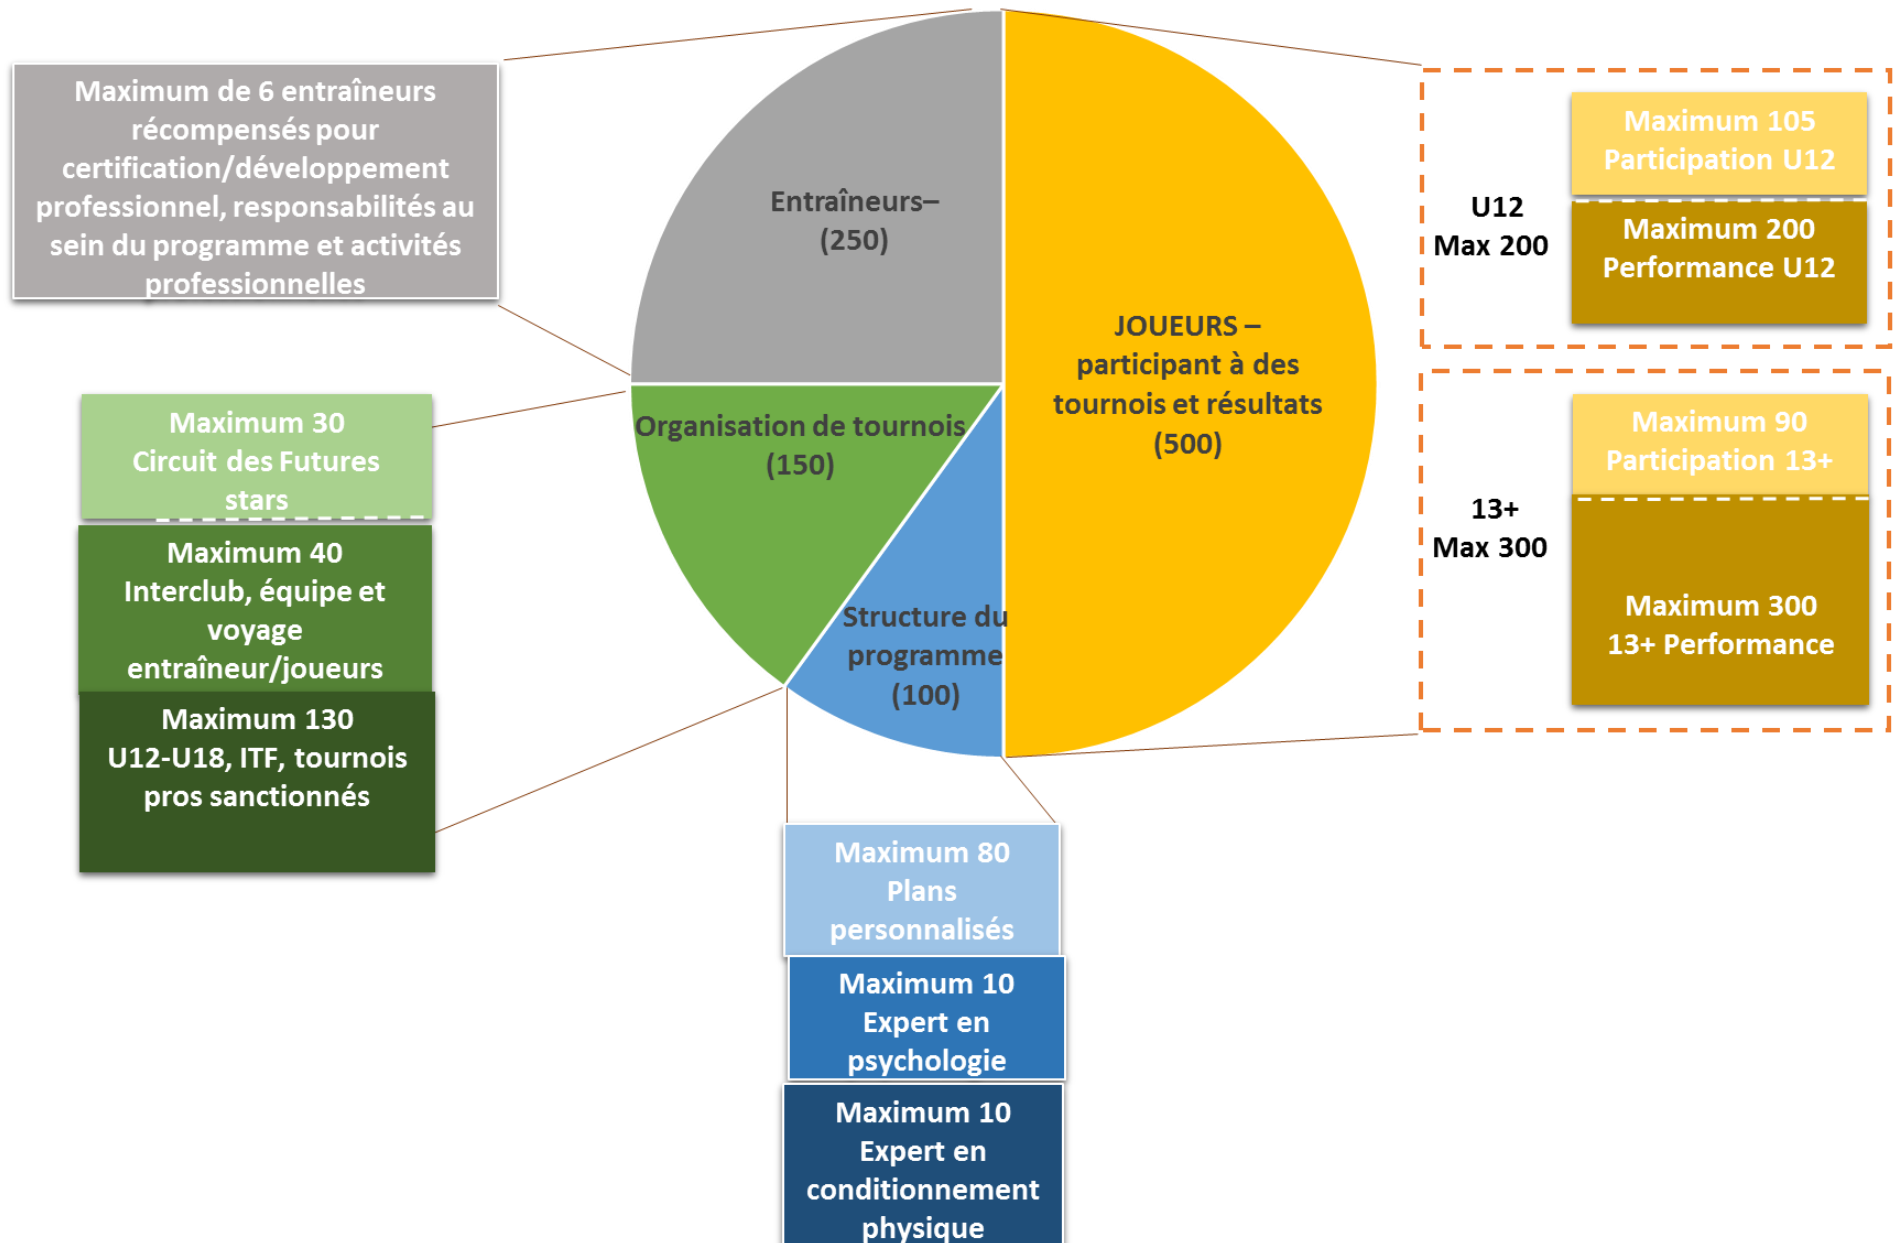 Maximum de 6 entraîneurs
récompensés pour
certification/développement
professionnel, responsabilités au
sein du programme et activités
professionnelles
Entraîneurs–
(250)
JOUEURS –
participant à des
tournois et résultats
(500)
U12
Max 200
Maximum 105
Participation U12
Maximum 200
Performance U12
13+
Max 300
Maximum 90
Participation 13+
Maximum 300
13+ Performance
Organisation de tournois
(150)
Maximum 30
Circuit des Futures
stars
Maximum 40
Interclub, équipe et
voyage
entraîneur/joueurs
Maximum 130
U12-U18, ITF, tournois
pros sanctionnés
Structure du
programme
(100)
Maximum 80
Plans
personnalisés
Maximum 10
Expert en
psychologie
Maximum 10
Expert en
conditionnement
physique